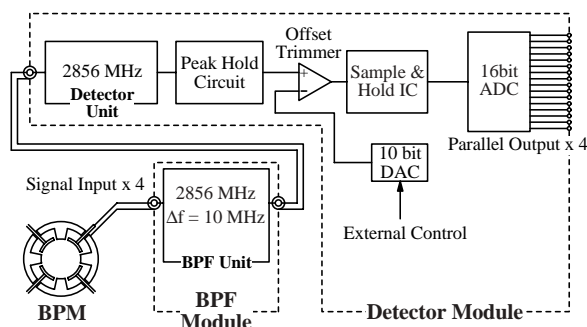 Offset
Trimmer
2856 MHz
Detector
Unit
Peak Hold
Circuit
+
−
Sample &
Hold IC
16bit
ADC
Parallel Output x 4
10 bit
DAC
External Control
Signal Input x 4
2856 MHz
Δf = 10 MHz
BPF Unit
BPM
BPF
Module
Detector Module